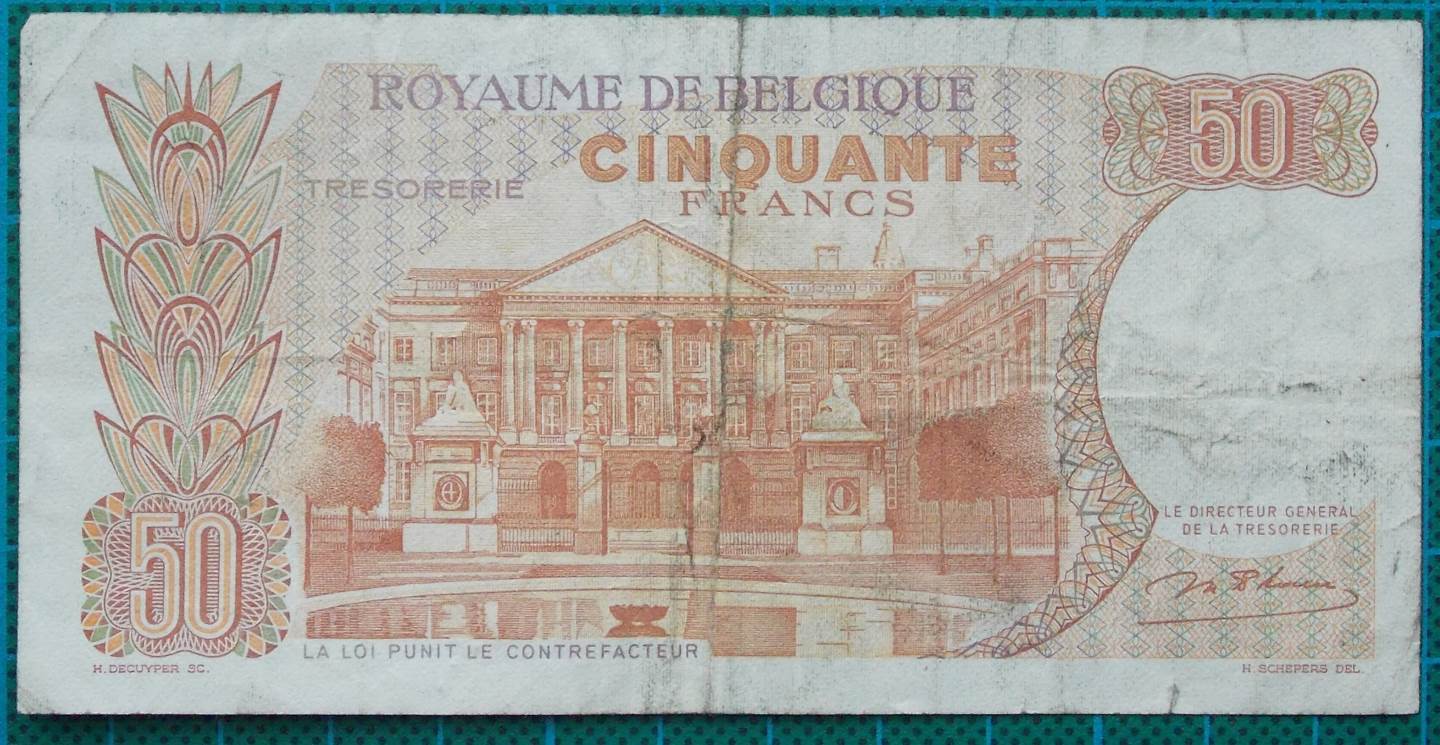 ROYAUME DE BELGIQUE
50
CINQUANTE
TRESORERIE
FRANCS
LE DIRECTEUR GENERAL
DE LA TRESORERIE
50
LA LOI PUNIT LE CONTREFACTEUR
H. DECUYPER SC.
H. SCHEPERS DEL.